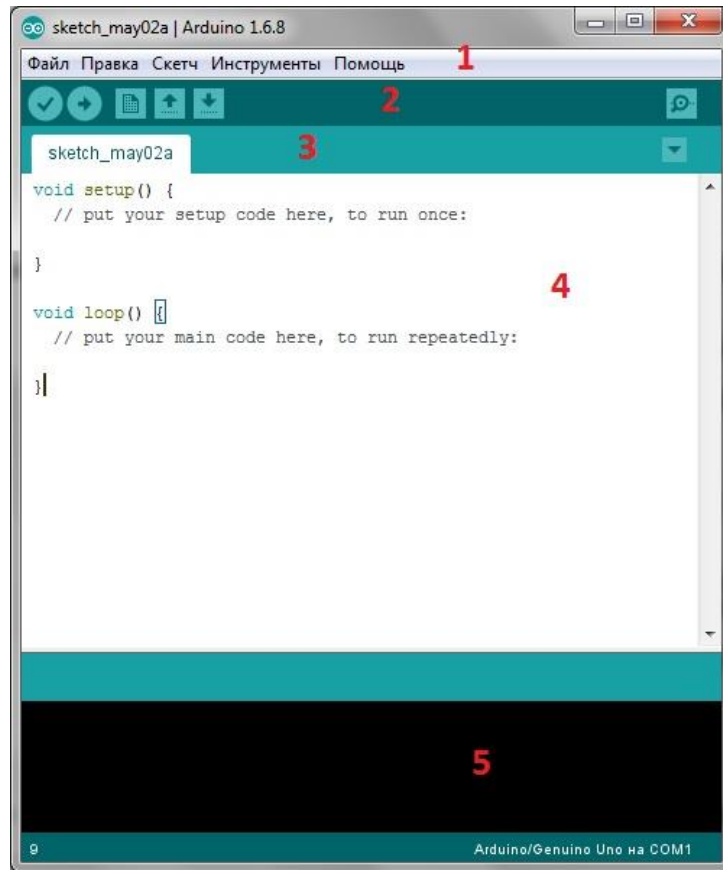 sketch_may02a | Arduino 1.6.8
Файл Правка Скетч Инструменты Помощь 1
2
sketch_may02a 3
void setup() {
// put your setup code here, to run once:
}
4
void loop() {
// put your main code here, to run repeatedly:
}
5
9 Arduino/Genuino Uno на COM1